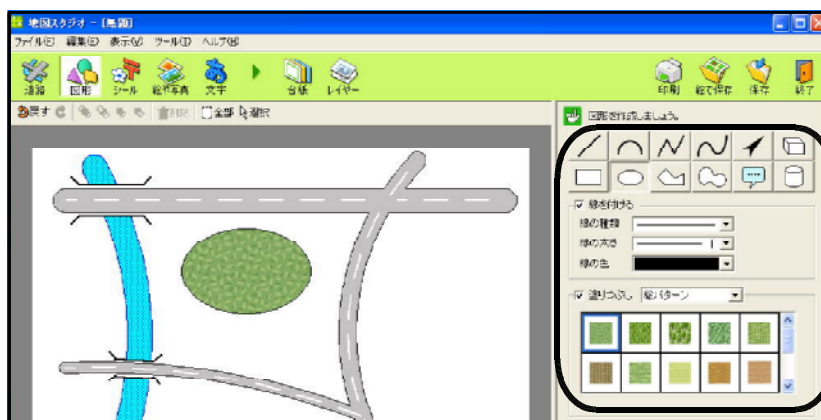 地図スタジオ - [無題]
ファイル(F) 編集(E) 表示(V) ツール(T) ヘルプ(H)
道路 図形 シール 絵や写真 文字 台紙 レイヤー 印刷 絵で保存 保存 終了
戻す 削除 全部 選択
図形を作成しましょう。
線を付ける
線の種類
線の太さ
線の色
塗りつぶし 絵パターン